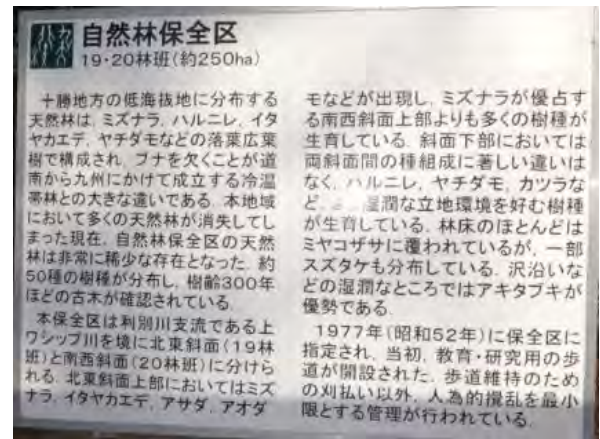 自然林保全区
19・20林班(約250ha)
十勝地方の低海抜地に分布する
天然林は, ミズナラ, ハルニレ, イタ
ヤカエデ, ヤチダモなどの落葉広葉
樹で構成され, ブナを欠くことが道
南から九州にかけて成立する冷温
帯林との大きな違いである. 本地域
において多くの天然林が消失してし
まった現在, 自然林保全区の天然
林は非常に稀少な存在となった. 約
50種の樹種が分布し, 樹齢300年
ほどの古木が確認されている.
本保全区は利別川支流である上
ワシップ川を境に北東斜面(19林
班)と南西斜面(20林班)に分けら
れる. 北東斜面上部においてはミズ
ナラ, イタヤカエデ, アサダ, アオダ
モなどが出現し, ミズナラが優占す
る南西斜面上部よりも多くの樹種が
生育している. 斜面下部においては
両斜面間の種組成に著しい違いは
なく, ハルニレ, ヤチダモ, カツラな
ど, 湿潤な立地環境を好む樹種
が生育している. 林床のほとんどは
ミヤコザサに覆われているが, 一部
スズタケも分布している. 沢沿いな
どの湿潤なところではアキタブキが
優勢である.
1977年(昭和52年)に保全区に
指定され, 当初, 教育・研究用の歩
道が開設された. 歩道維持のため
の刈払い以外, 人為的攪乱を最小
限とする管理が行われている.